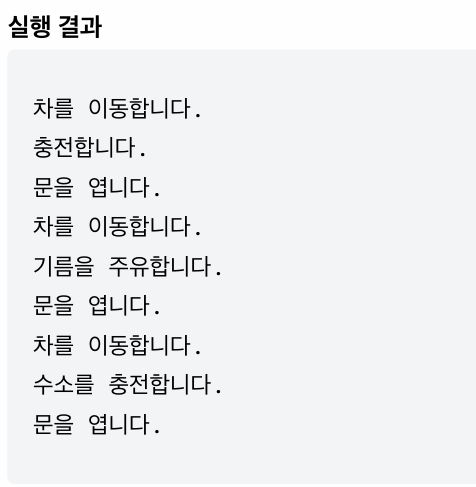 실행 결과
차를 이동합니다.
충전합니다.
문을 엽니다.
차를 이동합니다.
기름을 주유합니다.
문을 엽니다.
차를 이동합니다.
수소를 충전합니다.
문을 엽니다.